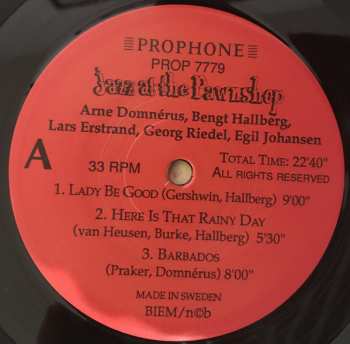 PROPHONE
PROP 7779
Jazz at the Pawnshop
Arne Domnérus, Bengt Hallberg,
Lars Erstrand, Georg Riedel, Egil Johansen
A
33 RPM
TOTAL TIME: 22'40"
ALL RIGHTS RESERVED
1. LADY BE GOOD (Gershwin, Hallberg) 9'00"
2. HERE IS THAT RAINY DAY
(van Heusen, Burke, Hallberg) 5'30"
3. BARBADOS
(Praker, Domnérus) 8'00"
MADE IN SWEDEN
BIEM/n©b